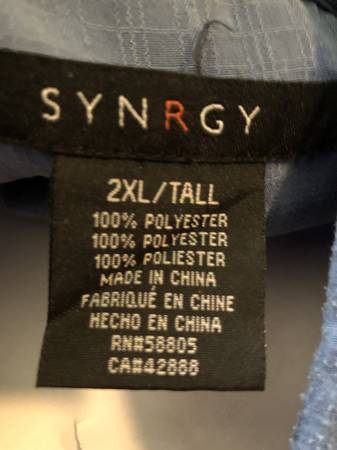 SYNRGY
2XL/TALL
100% POLYESTER
100% POLYESTER
100% POLIESTER
MADE IN CHINA
FABRIQUÉ EN CHINE
HECHO EN CHINA
RN#58805
CA#42888